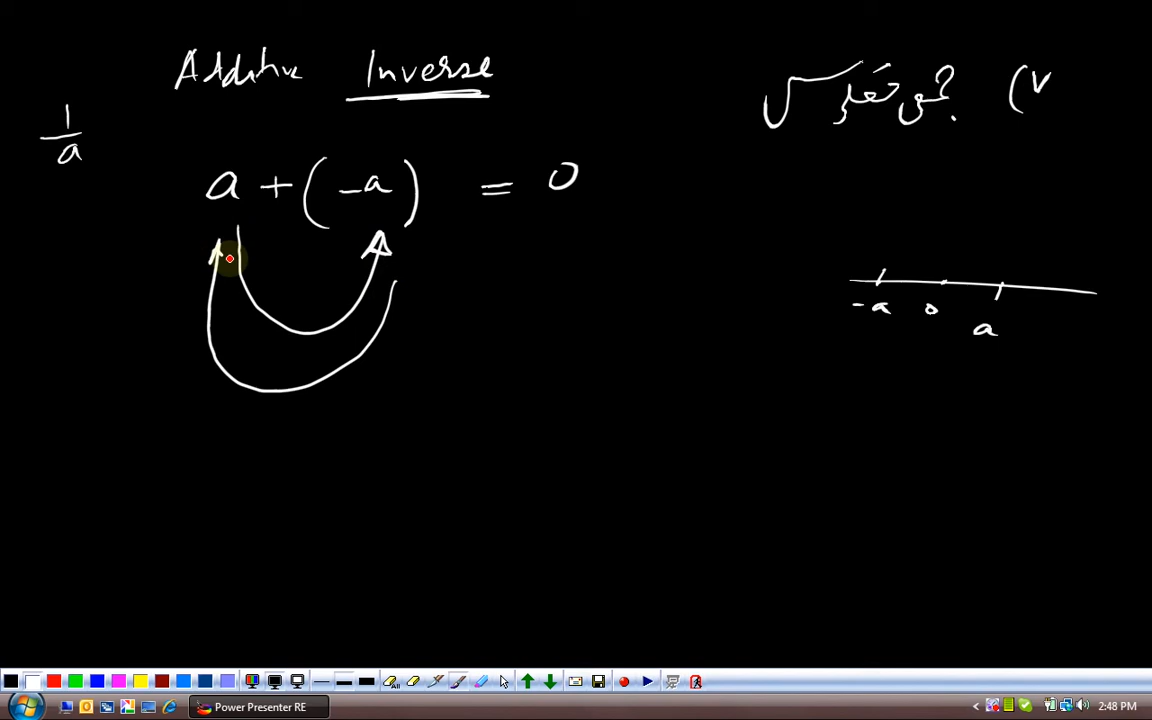 Additive Inverse
(v
1/a
a + (-a) = 0
-a 0 a
Power Presenter RE
2:48 PM